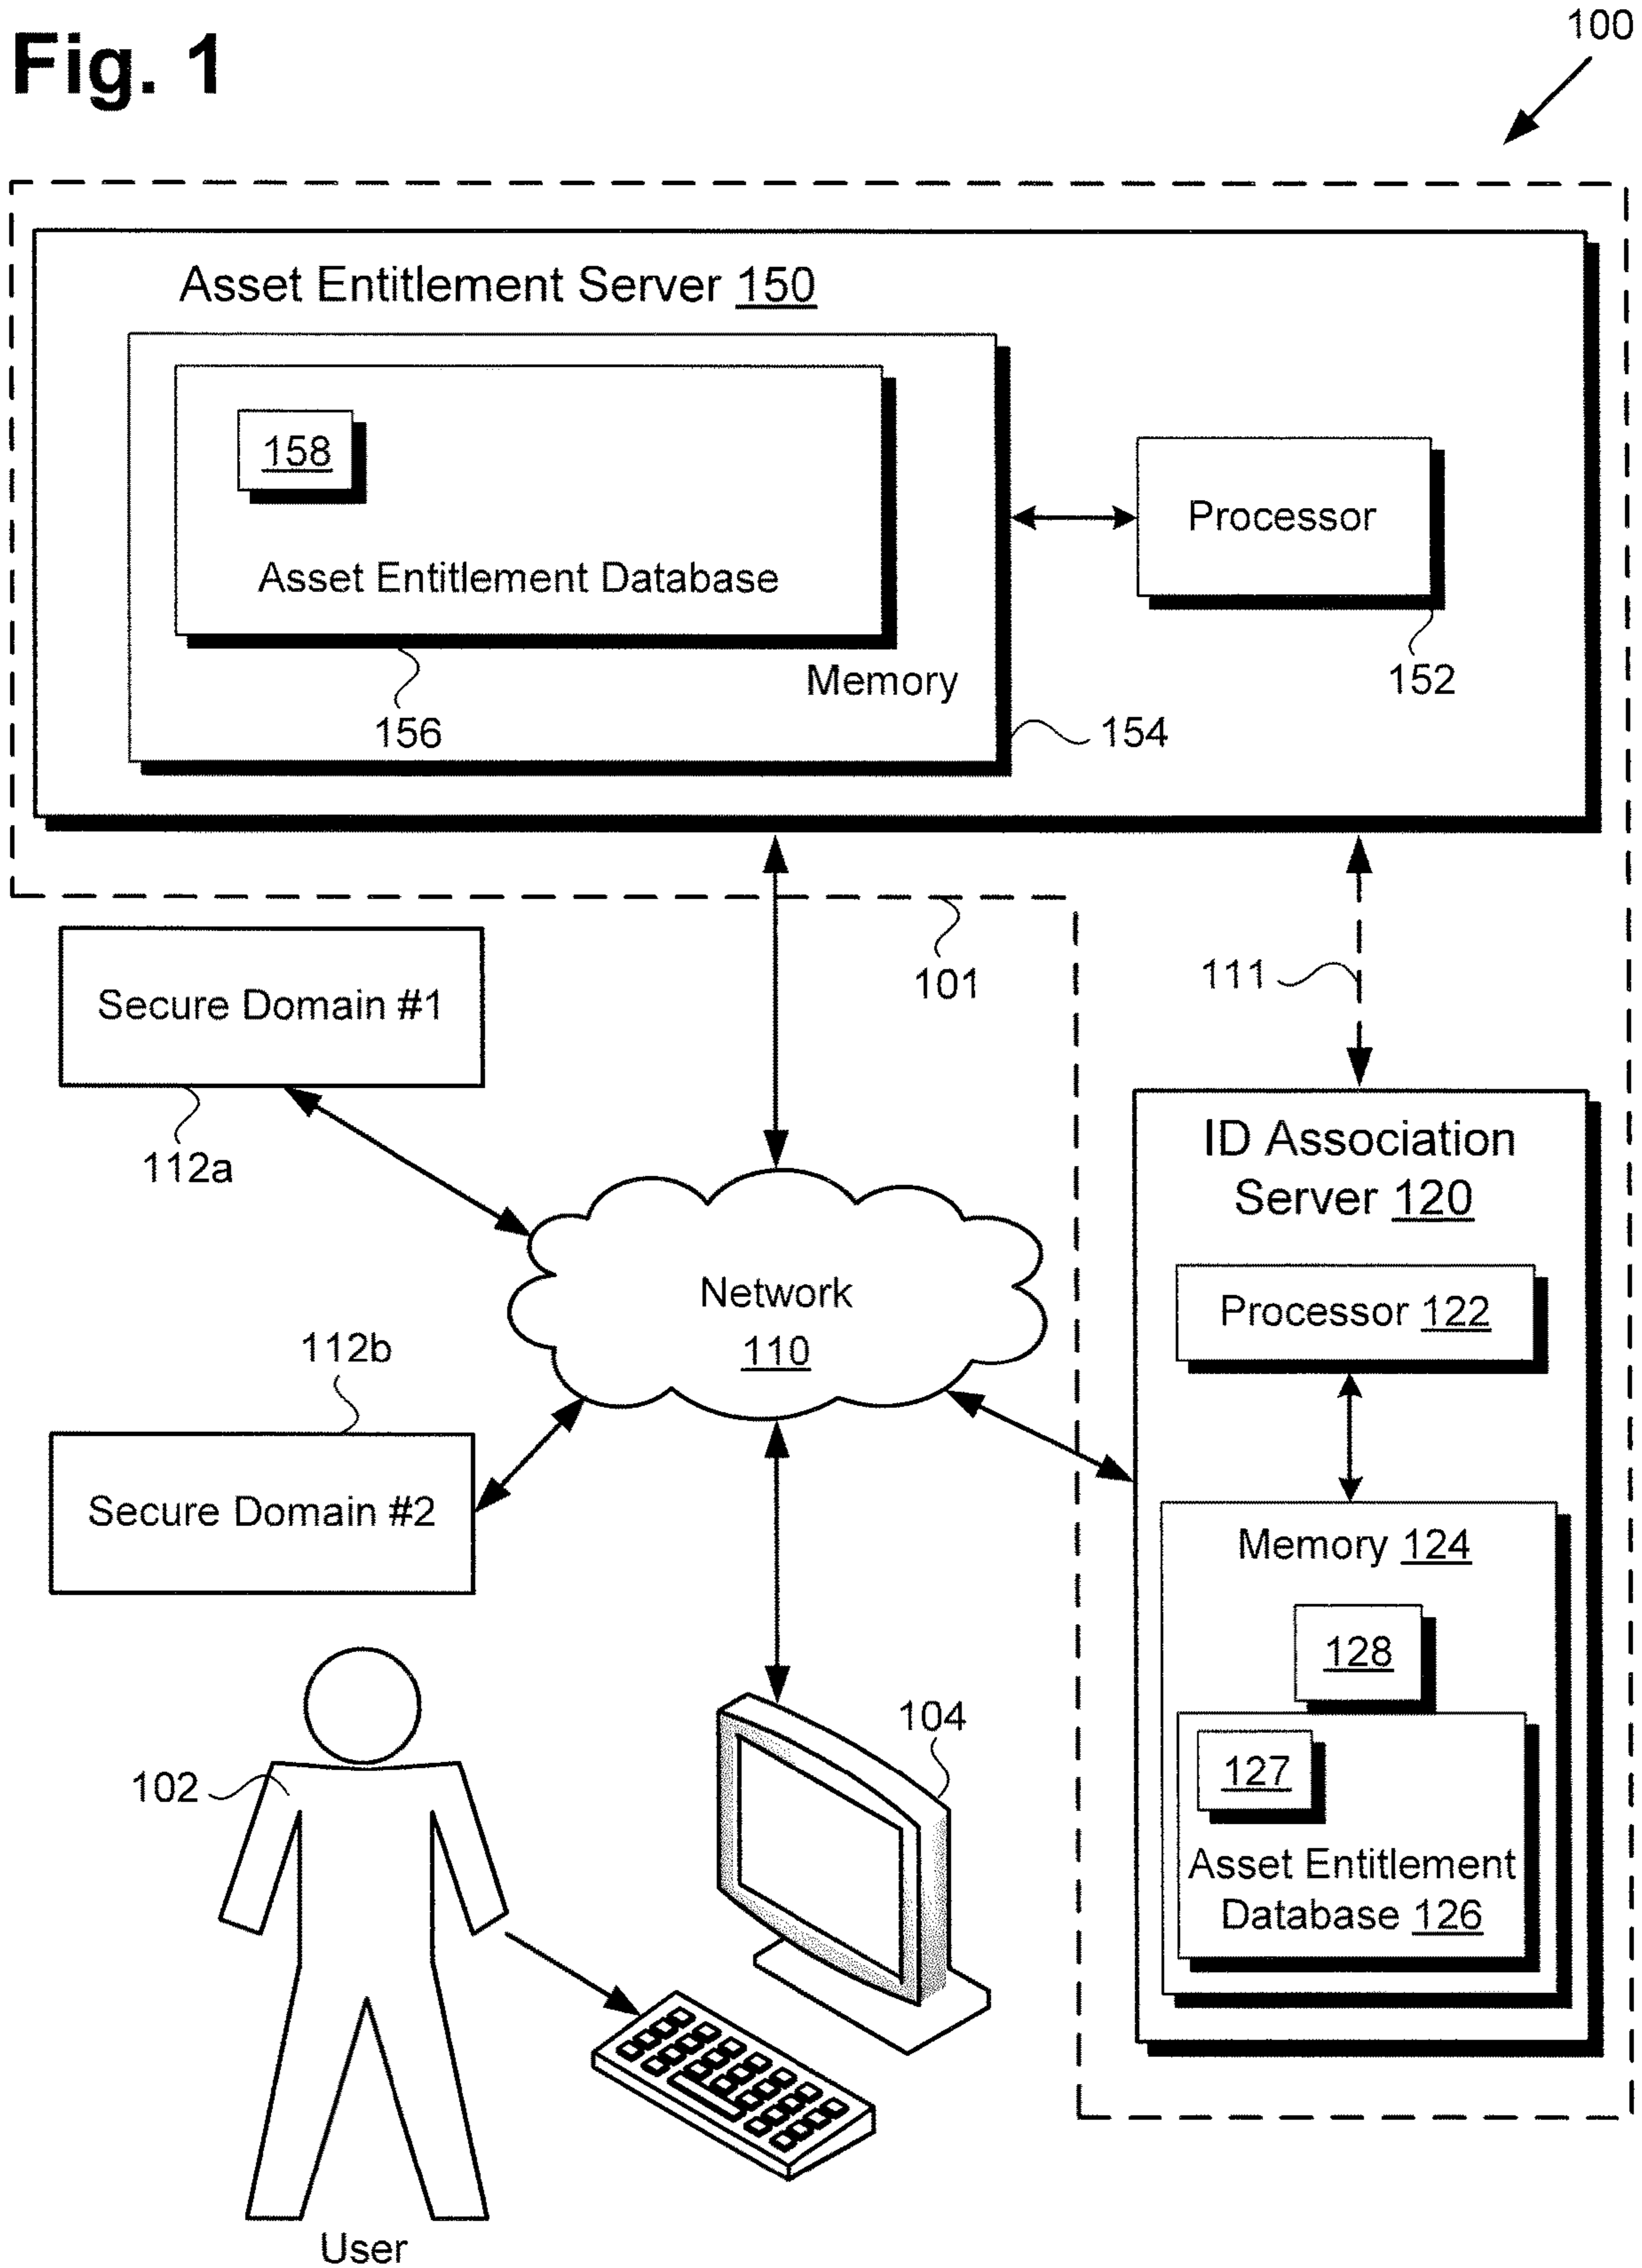 Fig. 1
100
Asset Entitlement Server 150
158
Asset Entitlement Database
Processor
Memory
152
156
154
101
111
Secure Domain #1
112a
ID Association
Server 120
Network
110
Processor 122
112b
Secure Domain #2
Memory 124
128
104
127
102
Asset Entitlement
Database 126
User